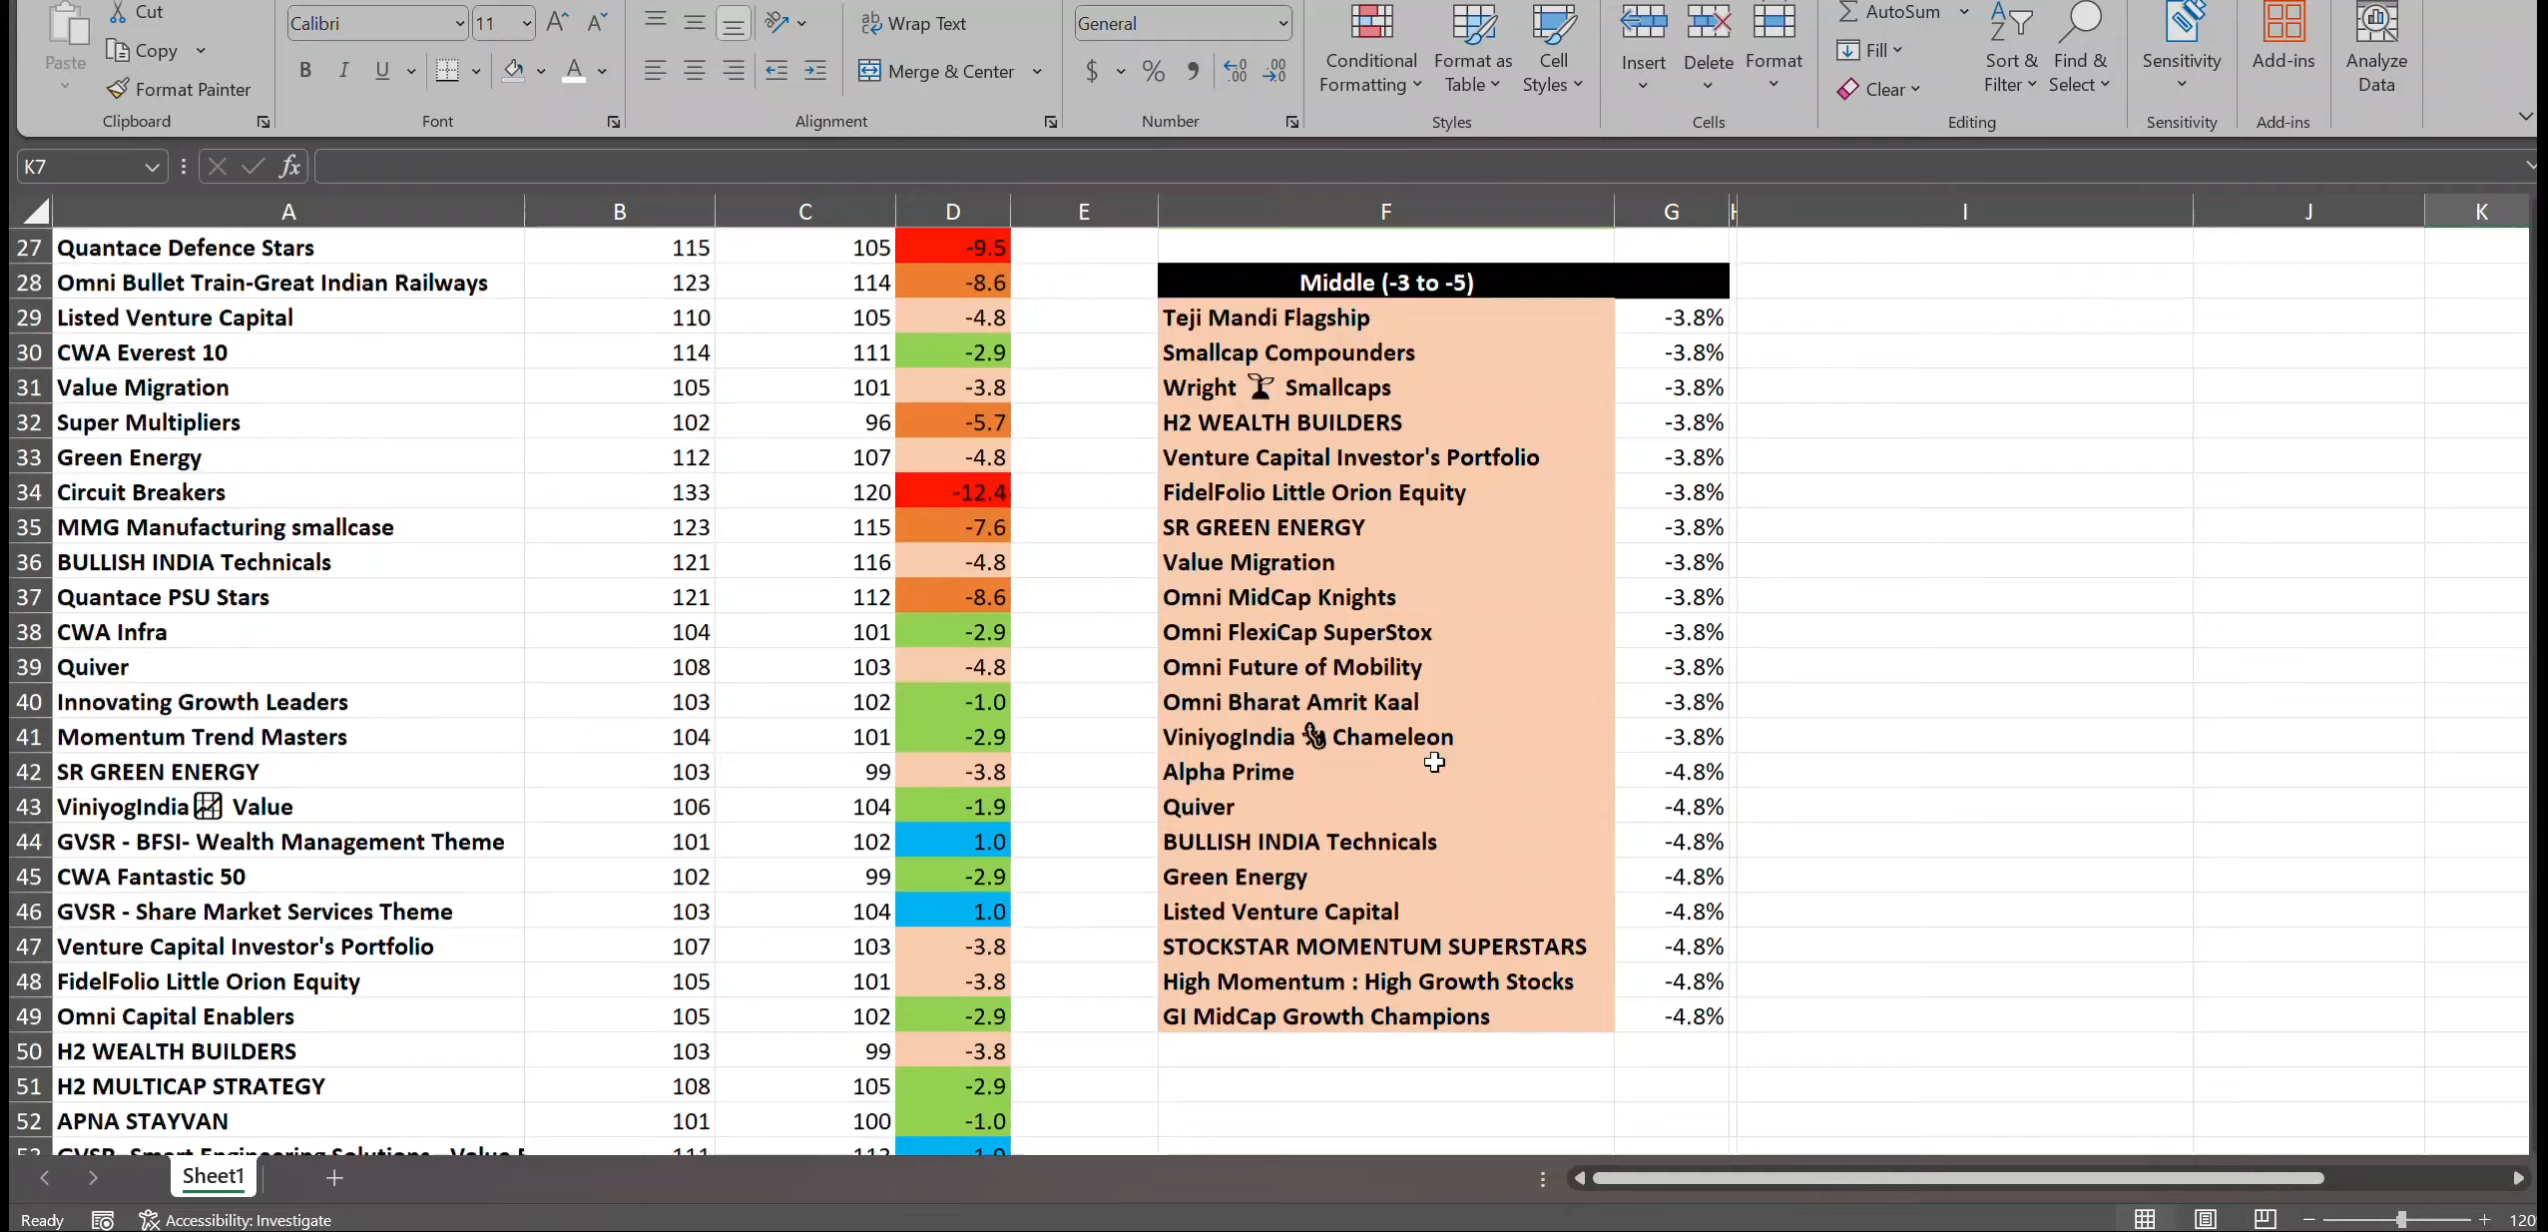 Cut
Calibri 11
Wrap Text
General
AutoSum
Paste
Copy
B I U
Merge & Center
$ % 9
Conditional Formatting
Format as Table
Cell Styles
Insert
Delete
Format
Fill
Sort & Filter
Find & Select
Sensitivity
Add-ins
Analyze Data
Format Painter
Clear
Clipboard
Font
Alignment
Number
Styles
Cells
Editing
Sensitivity
Add-ins
K7 fx
A B C D E F G H I J K
27 Quantace Defence Stars 115 105 -9.5
28 Omni Bullet Train-Great Indian Railways 123 114 -8.6 Middle (-3 to -5)
29 Listed Venture Capital 110 105 -4.8 Teji Mandi Flagship -3.8%
30 CWA Everest 10 114 111 -2.9 Smallcap Compounders -3.8%
31 Value Migration 105 101 -3.8 Wright Smallcaps -3.8%
32 Super Multipliers 102 96 -5.7 H2 WEALTH BUILDERS -3.8%
33 Green Energy 112 107 -4.8 Venture Capital Investor's Portfolio -3.8%
34 Circuit Breakers 133 120 -12.4 FidelFolio Little Orion Equity -3.8%
35 MMG Manufacturing smallcase 123 115 -7.6 SR GREEN ENERGY -3.8%
36 BULLISH INDIA Technicals 121 116 -4.8 Value Migration -3.8%
37 Quantace PSU Stars 121 112 -8.6 Omni MidCap Knights -3.8%
38 CWA Infra 104 101 -2.9 Omni FlexiCap SuperStox -3.8%
39 Quiver 108 103 -4.8 Omni Future of Mobility -3.8%
40 Innovating Growth Leaders 103 102 -1.0 Omni Bharat Amrit Kaal -3.8%
41 Momentum Trend Masters 104 101 -2.9 ViniyogIndia Chameleon -3.8%
42 SR GREEN ENERGY 103 99 -3.8 Alpha Prime -4.8%
43 ViniyogIndia Value 106 104 -1.9 Quiver -4.8%
44 GVSR - BFSI- Wealth Management Theme 101 102 1.0 BULLISH INDIA Technicals -4.8%
45 CWA Fantastic 50 102 99 -2.9 Green Energy -4.8%
46 GVSR - Share Market Services Theme 103 104 1.0 Listed Venture Capital -4.8%
47 Venture Capital Investor's Portfolio 107 103 -3.8 STOCKSTAR MOMENTUM SUPERSTARS -4.8%
48 FidelFolio Little Orion Equity 105 101 -3.8 High Momentum : High Growth Stocks -4.8%
49 Omni Capital Enablers 105 102 -2.9 GI MidCap Growth Champions -4.8%
50 H2 WEALTH BUILDERS 103 99 -3.8
51 H2 MULTICAP STRATEGY 108 105 -2.9
52 APNA STAYVAN 101 100 -1.0
Sheet1
Ready Accessibility: Investigate 120